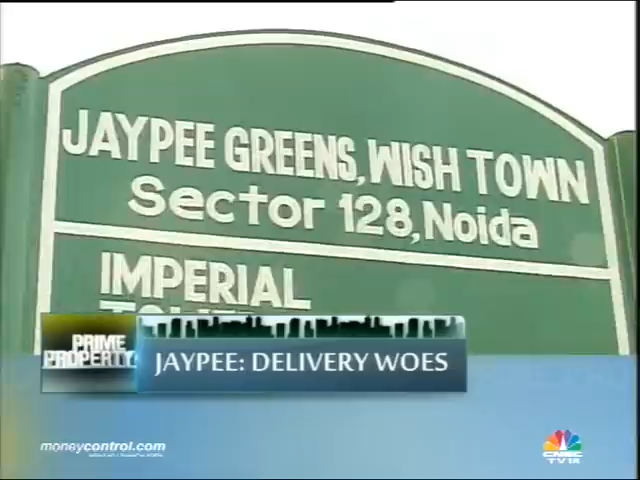 JAYPEE GREENS, WISH TOWN
Sector 128, Noida
IMPERIAL
PRIME
PROPERTY
JAYPEE: DELIVERY WOES
moneycontrol.com
CNBC
TV18